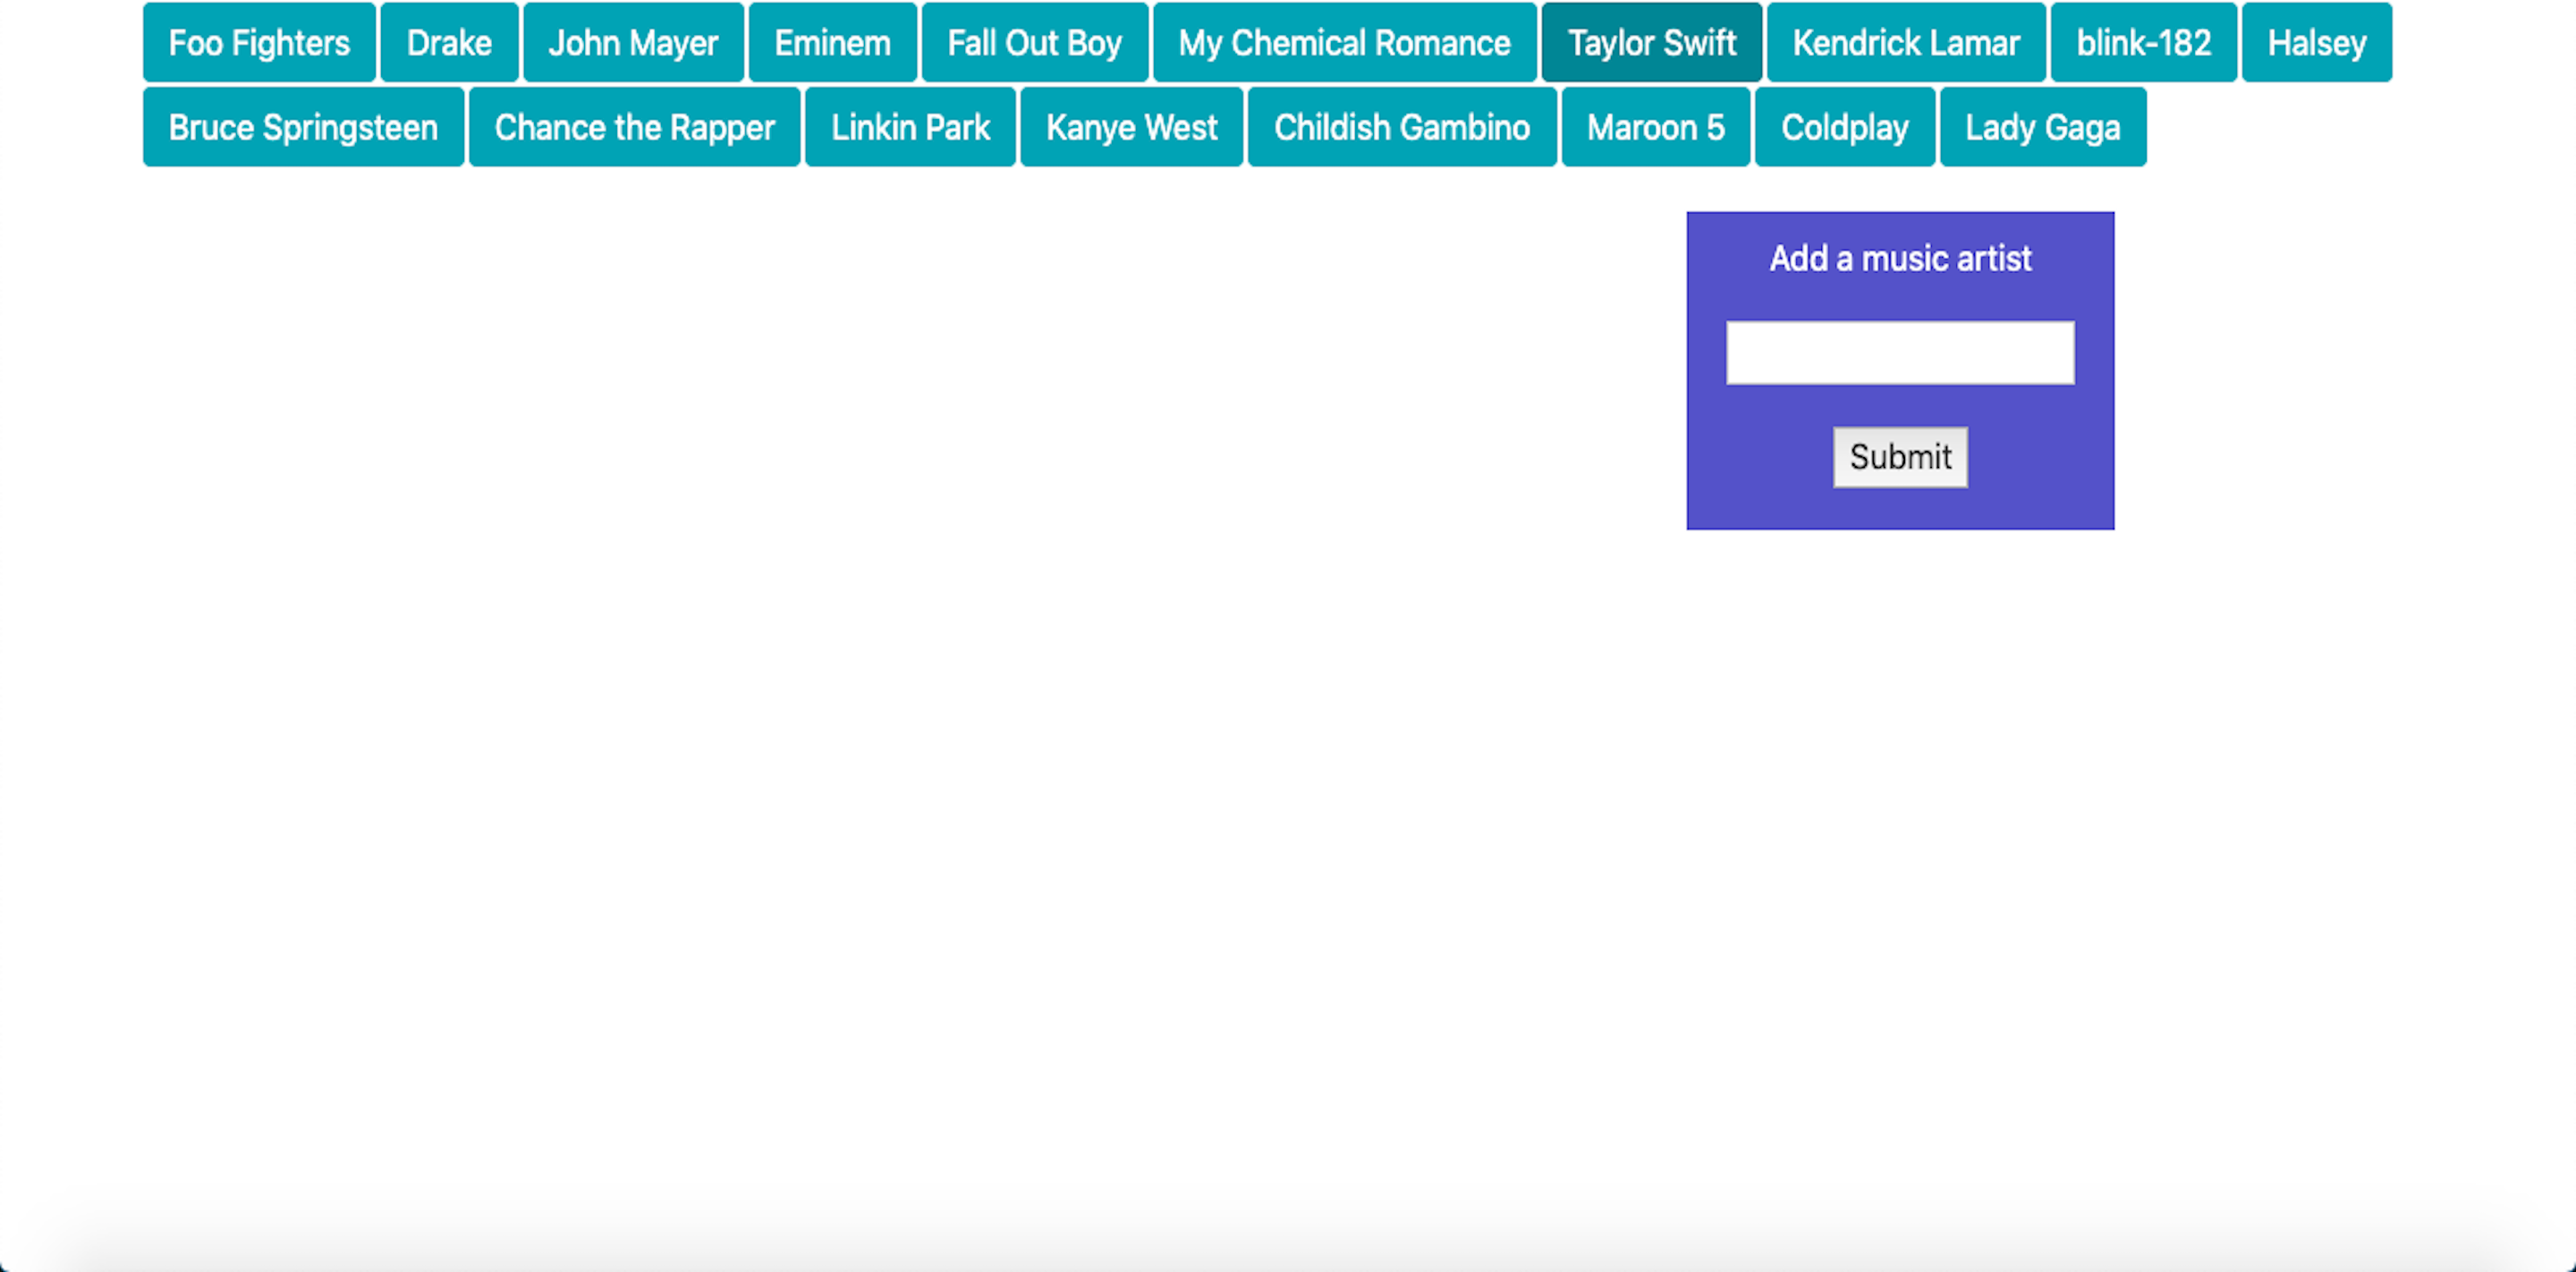 Foo Fighters Drake John Mayer Eminem Fall Out Boy My Chemical Romance Taylor Swift Kendrick Lamar blink-182 Halsey
Bruce Springsteen Chance the Rapper Linkin Park Kanye West Childish Gambino Maroon 5 Coldplay Lady Gaga
Add a music artist
Submit